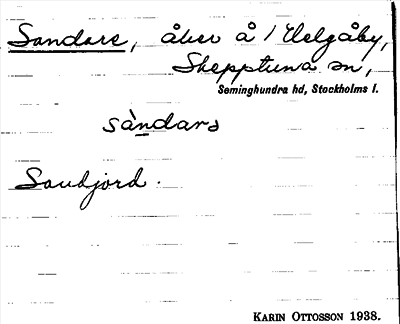 Sandare, åker å / Helgåby,
Skepptuna sn,
Seminghundra hd, Stockholms l.
sàndarə
Sandjord.
KARIN OTTOSSON 1938.